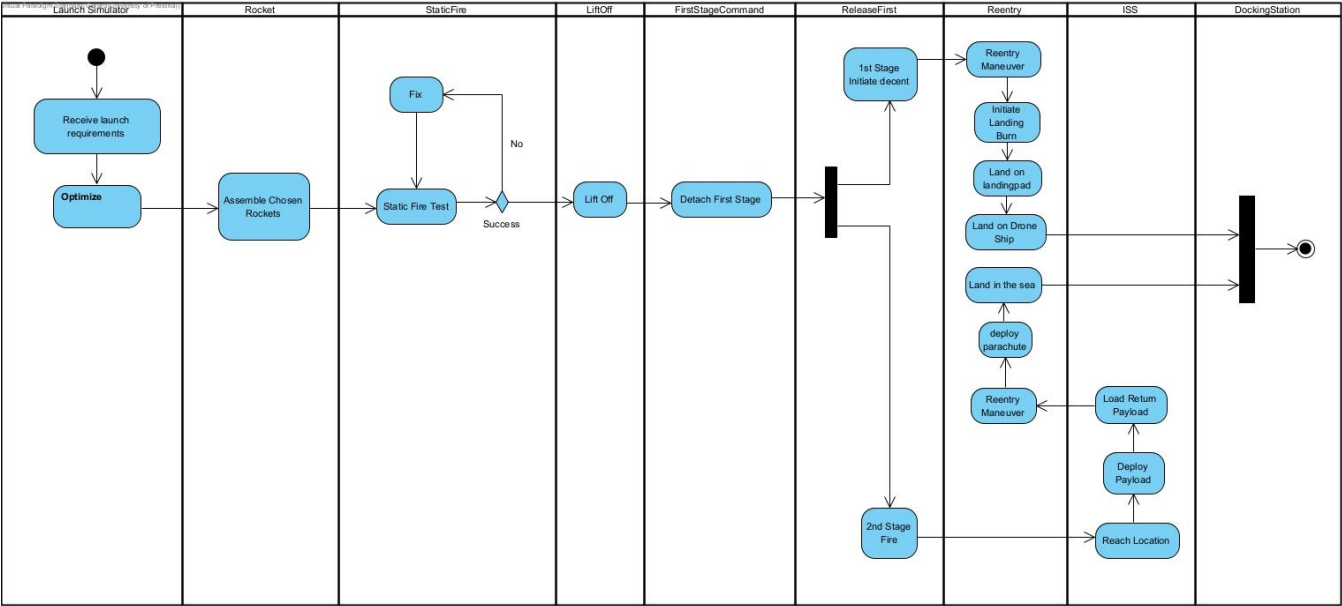 Launch Simulator
Rocket
StaticFire
LiftOff
FirstStageCommand
ReleaseFirst
Reentry
ISS
DockingStation
Receive launch
requirements
Optimize
Assemble Chosen
Rockets
Fix
No
Static Fire Test
Success
Lift Off
Detach First Stage
1st Stage
Initiate decent
2nd Stage
Fire
Reentry
Maneuver
Initiate
Landing
Burn
Land on
landingpad
Land on Drone
Ship
Land in the sea
deploy
parachute
Reentry
Maneuver
Load Return
Payload
Deploy
Payload
Reach Location